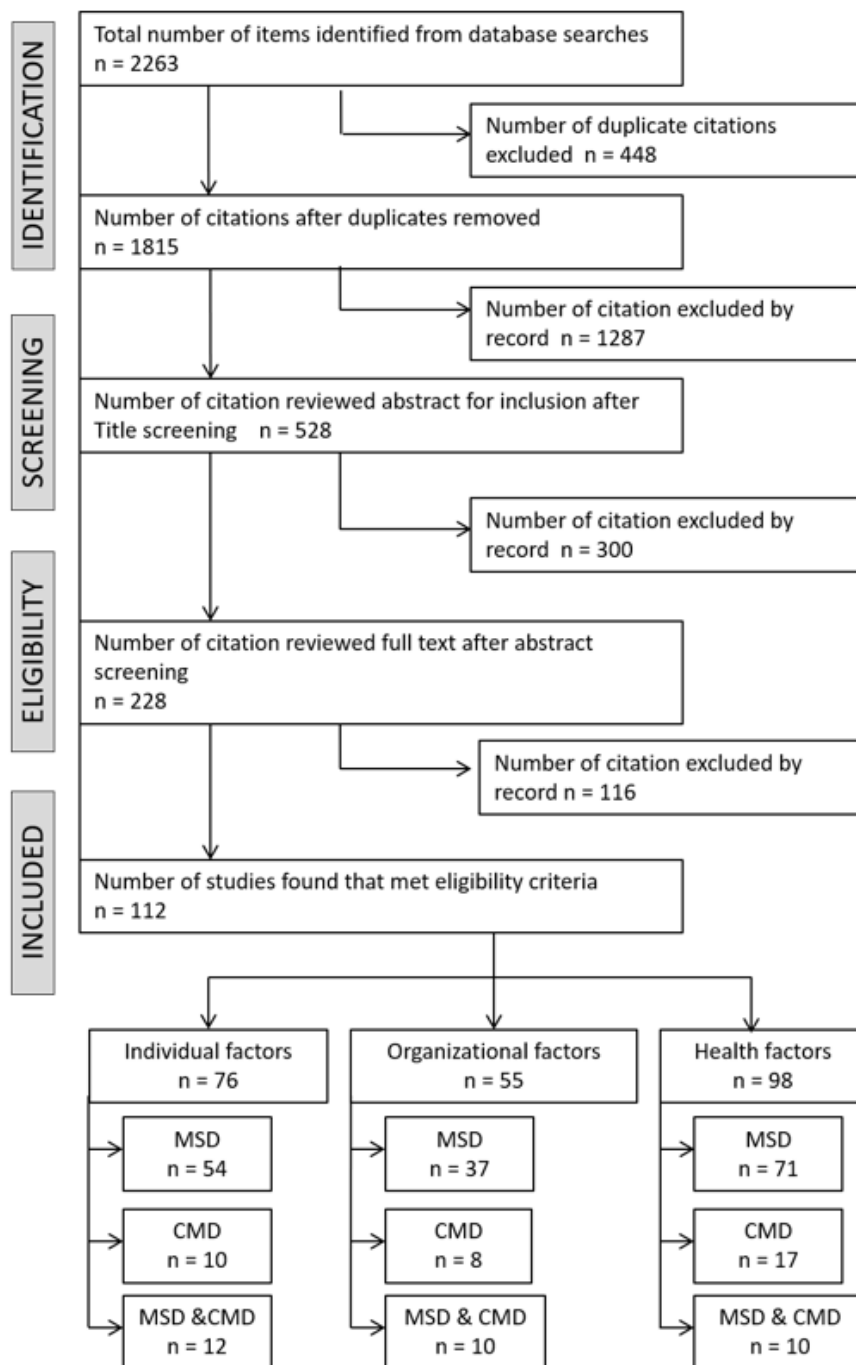 IDENTIFICATION
Total number of items identified from database searches
n = 2263
Number of duplicate citations
excluded n = 448
Number of citations after duplicates removed
n = 1815
Number of citation excluded by
record n = 1287
SCREENING
Number of citation reviewed abstract for inclusion after
Title screening n = 528
Number of citation excluded by
record n = 300
ELIGIBILITY
Number of citation reviewed full text after abstract
screening
n = 228
Number of citation excluded by
record n = 116
INCLUDED
Number of studies found that met eligibility criteria
n = 112
Individual factors
n = 76
MSD
n = 54
CMD
n = 10
MSD &CMD
n = 12
Organizational factors
n = 55
MSD
n = 37
CMD
n = 8
MSD & CMD
n = 10
Health factors
n = 98
MSD
n = 71
CMD
n = 17
MSD & CMD
n = 10